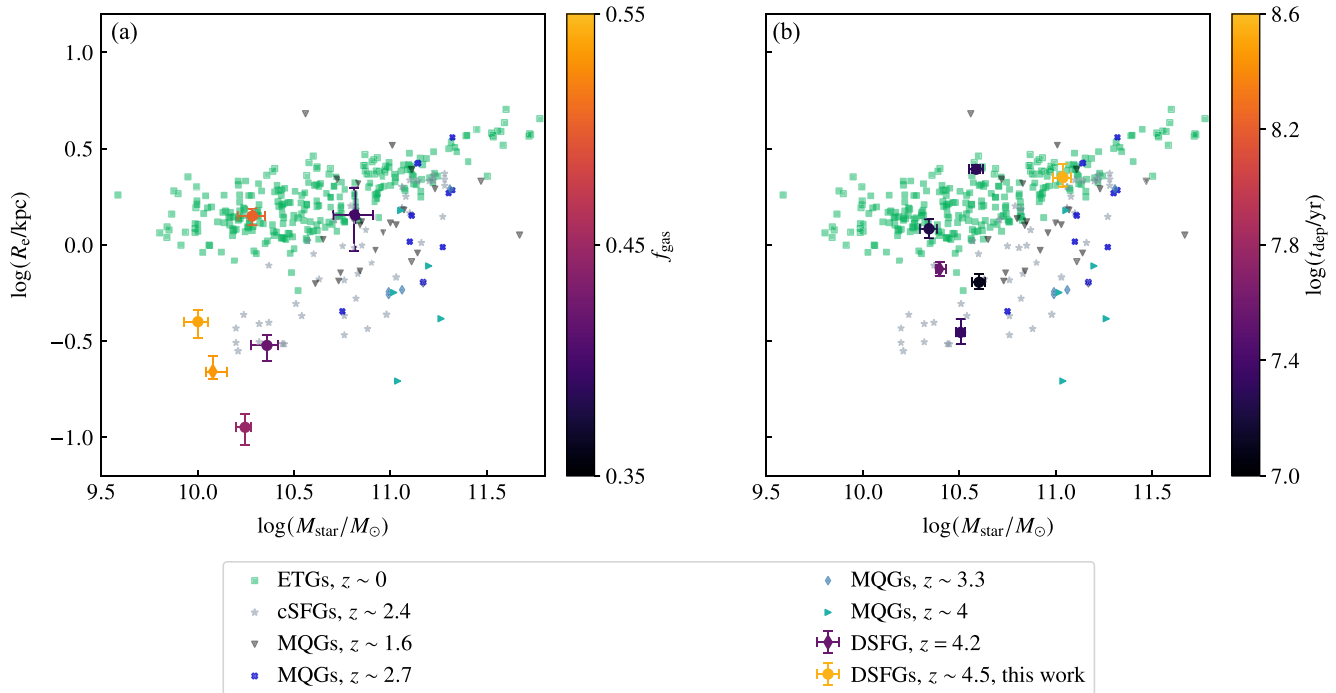 (a)
(b)
1.0
0.5
0.0
−0.5
−1.0
log(Re/kpc)
9.5 10.0 10.5 11.0 11.5
log(Mstar/M⊙)
0.55
0.45
0.35
fgas
9.5 10.0 10.5 11.0 11.5
log(Mstar/M⊙)
8.6
8.2
7.8
7.4
7.0
log(tdep/yr)
ETGs, z ~ 0
cSFGs, z ~ 2.4
MQGs, z ~ 1.6
MQGs, z ~ 2.7
MQGs, z ~ 3.3
MQGs, z ~ 4
DSFG, z = 4.2
DSFGs, z ~ 4.5, this work